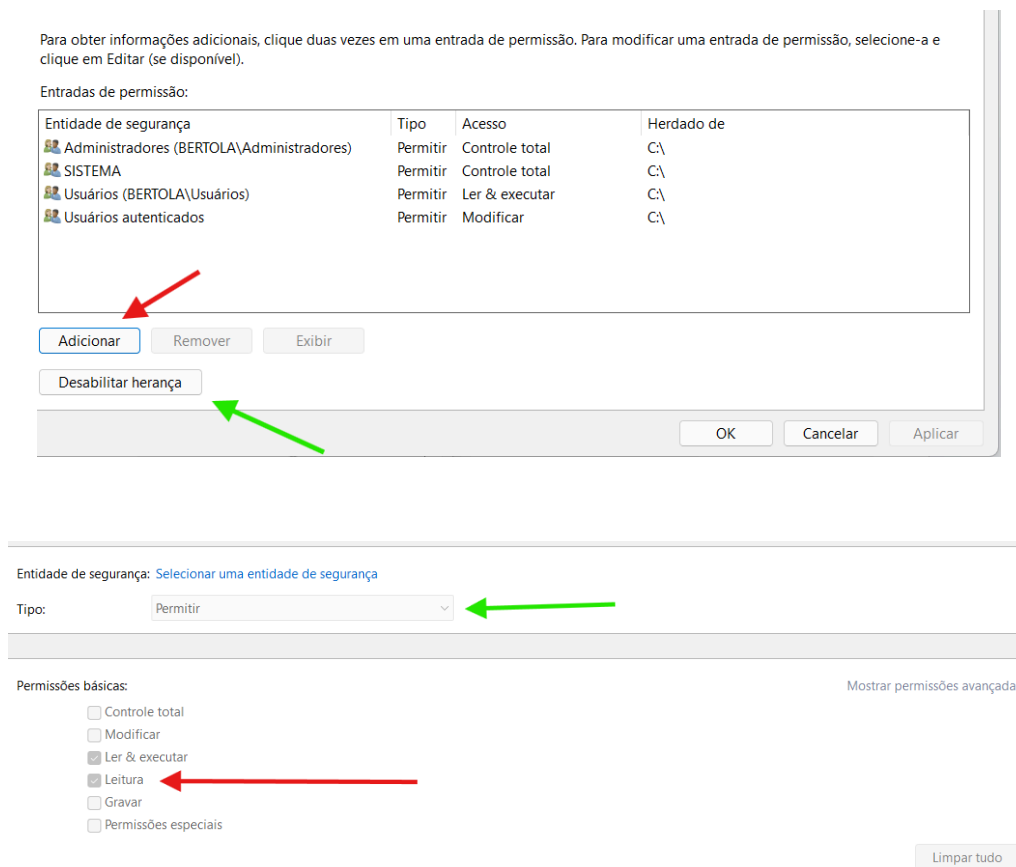 Para obter informações adicionais, clique duas vezes em uma entrada de permissão. Para modificar uma entrada de permissão, selecione-a e
clique em Editar (se disponível).
Entradas de permissão:
Entidade de segurança Tipo Acesso Herdado de
Administradores (BERTOLA\Administradores) Permitir Controle total C:\
SISTEMA Permitir Controle total C:\
Usuários (BERTOLA\Usuários) Permitir Ler & executar C:\
Usuários autenticados Permitir Modificar C:\
Adicionar Remover Exibir
Desabilitar herança
OK Cancelar Aplicar
Entidade de segurança: Selecionar uma entidade de segurança
Tipo: Permitir
Permissões básicas: Mostrar permissões avançada
Controle total
Modificar
Ler & executar
Leitura
Gravar
Permissões especiais
Limpar tudo